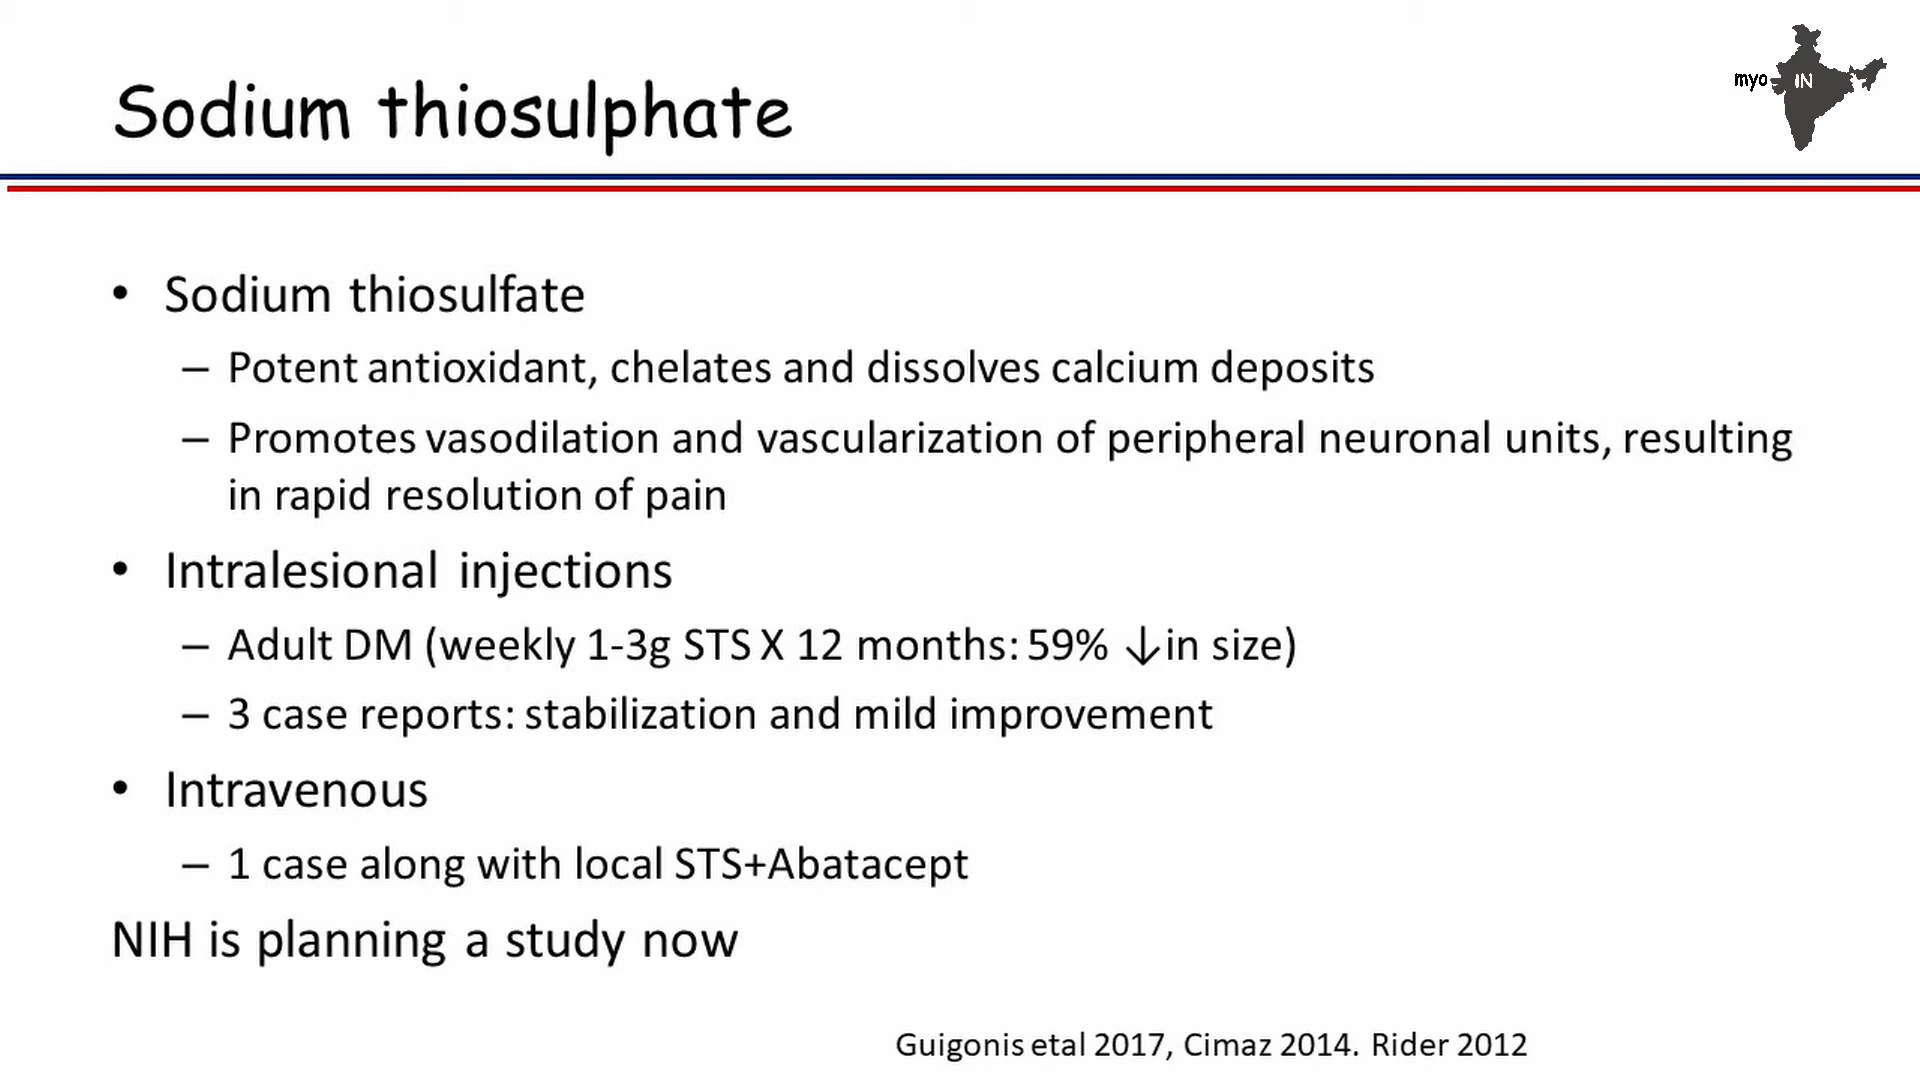 Sodium thiosulphate
myo IN
• Sodium thiosulfate
– Potent antioxidant, chelates and dissolves calcium deposits
– Promotes vasodilation and vascularization of peripheral neuronal units, resulting
in rapid resolution of pain
• Intralesional injections
– Adult DM (weekly 1-3g STS X 12 months: 59% ↓in size)
– 3 case reports: stabilization and mild improvement
• Intravenous
– 1 case along with local STS+Abatacept
NIH is planning a study now
Guigonis etal 2017, Cimaz 2014. Rider 2012